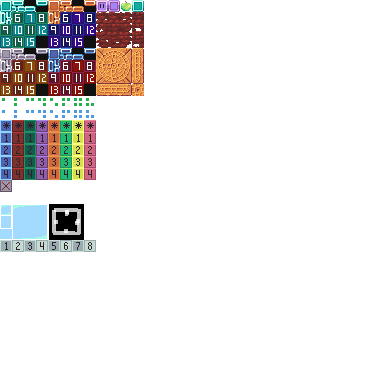 6 7 8 6 7 8
9 10 11 12 9 10 11 12
13 14 15 13 14 15
6 7 8 6 7 8
9 10 11 12 9 10 11 12
13 14 15 13 14 15
* * * * * * * *
1 1 1 1 1 1 1 1
2 2 2 2 2 2 2 2
3 3 3 3 3 3 3 3
4 4 4 4 4 4 4 4
1 2 3 4 5 6 7 8